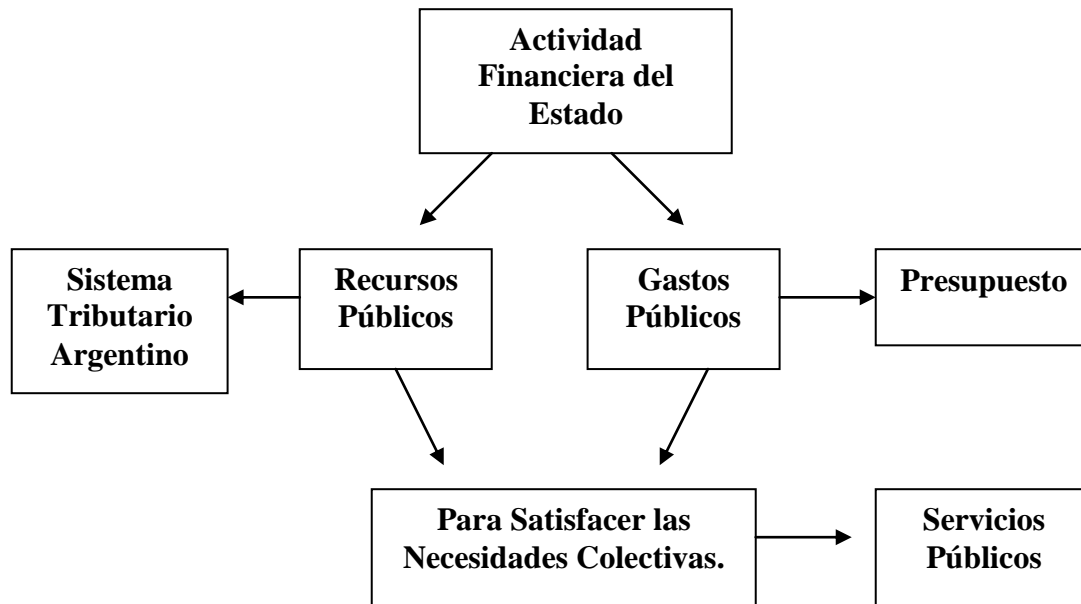 Actividad
Financiera del
Estado
Sistema
Tributario
Argentino
Recursos
Públicos
Gastos
Públicos
Presupuesto
Para Satisfacer las
Necesidades Colectivas.
Servicios
Públicos